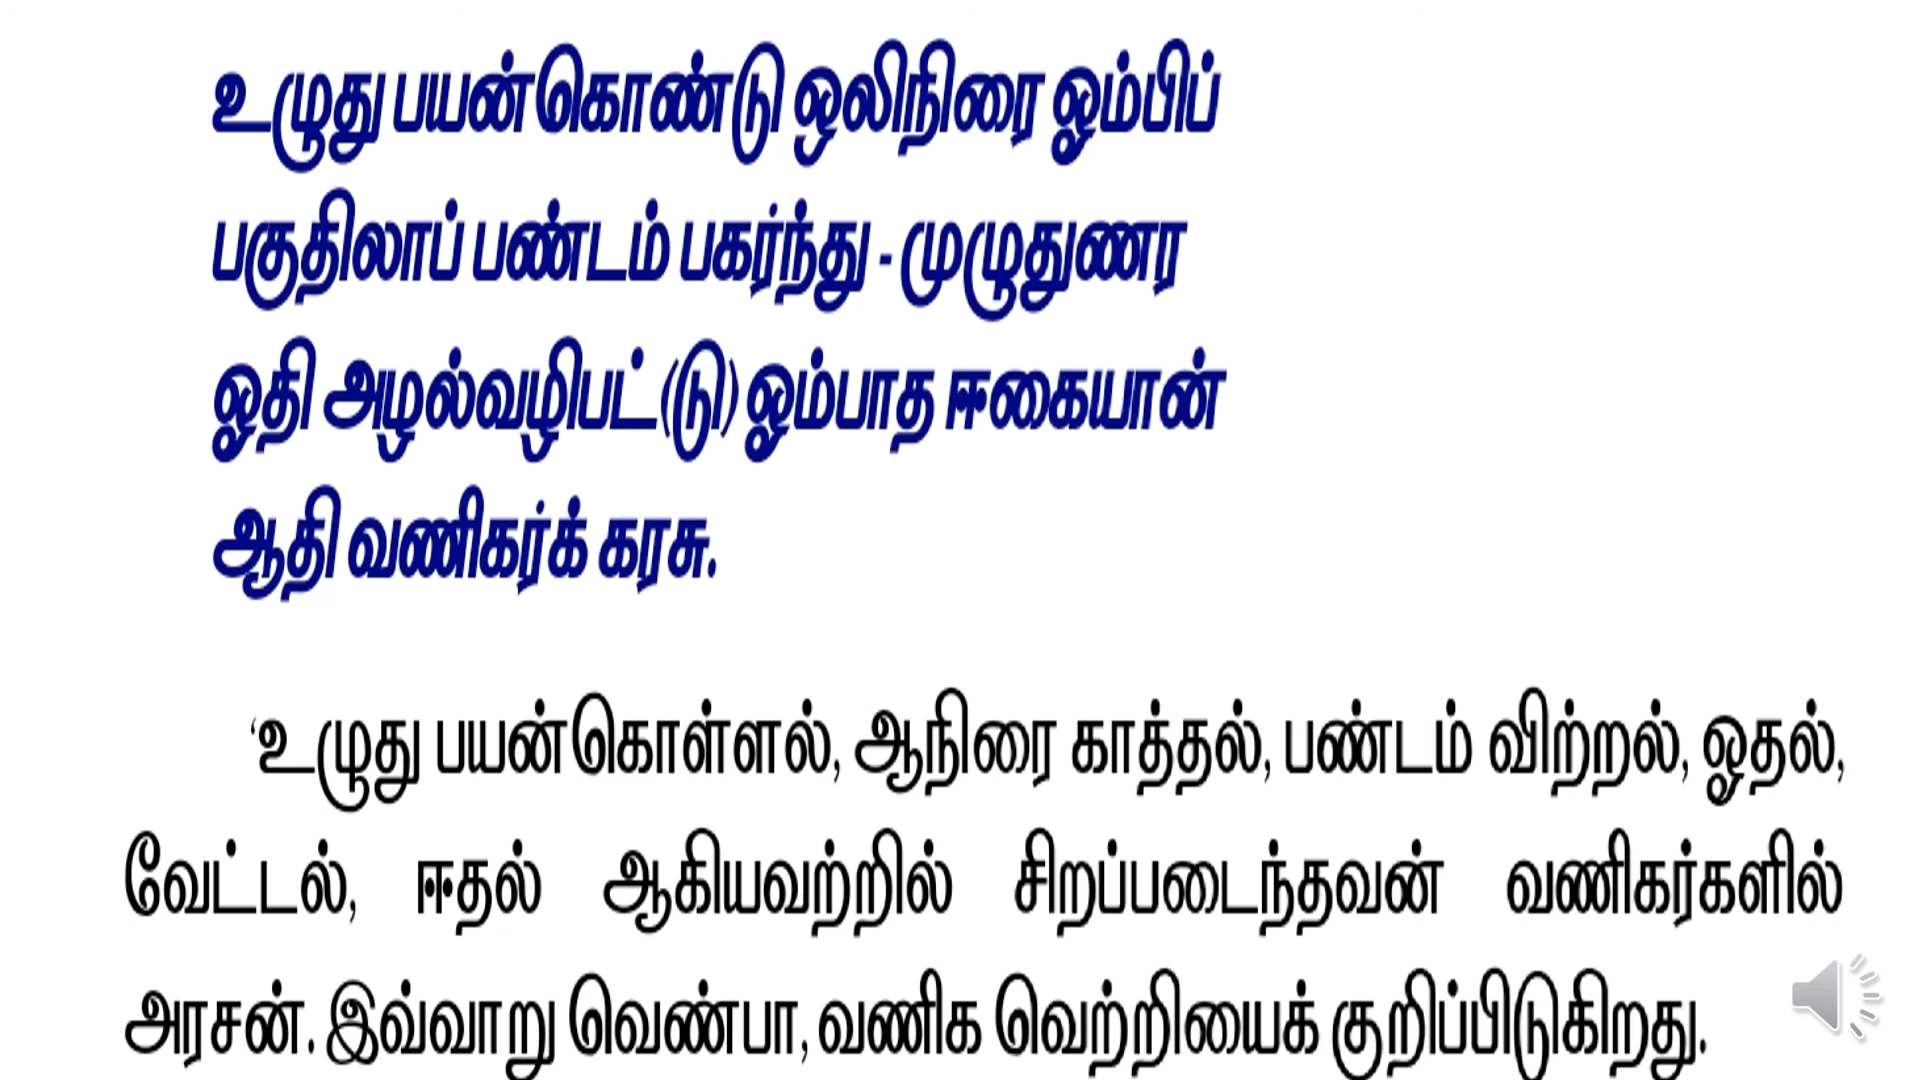 உழுது பயன்கொண்டு ஒலிநிரை ஓம்பிப்
பகுதிலாப் பண்டம் பகர்ந்து - முழுதுணர
ஓதி அழல்வழிபட்(டு) ஓம்பாத ஈகையான்
ஆதி வணிகர்க் கரசு.
‘உழுது பயன்கொள்ளல், ஆநிரை காத்தல், பண்டம் விற்றல், ஓதல்,
வேட்டல், ஈதல் ஆகியவற்றில் சிறப்படைந்தவன் வணிகர்களில்
அரசன். இவ்வாறு வெண்பா, வணிக வெற்றியைக் குறிப்பிடுகிறது.